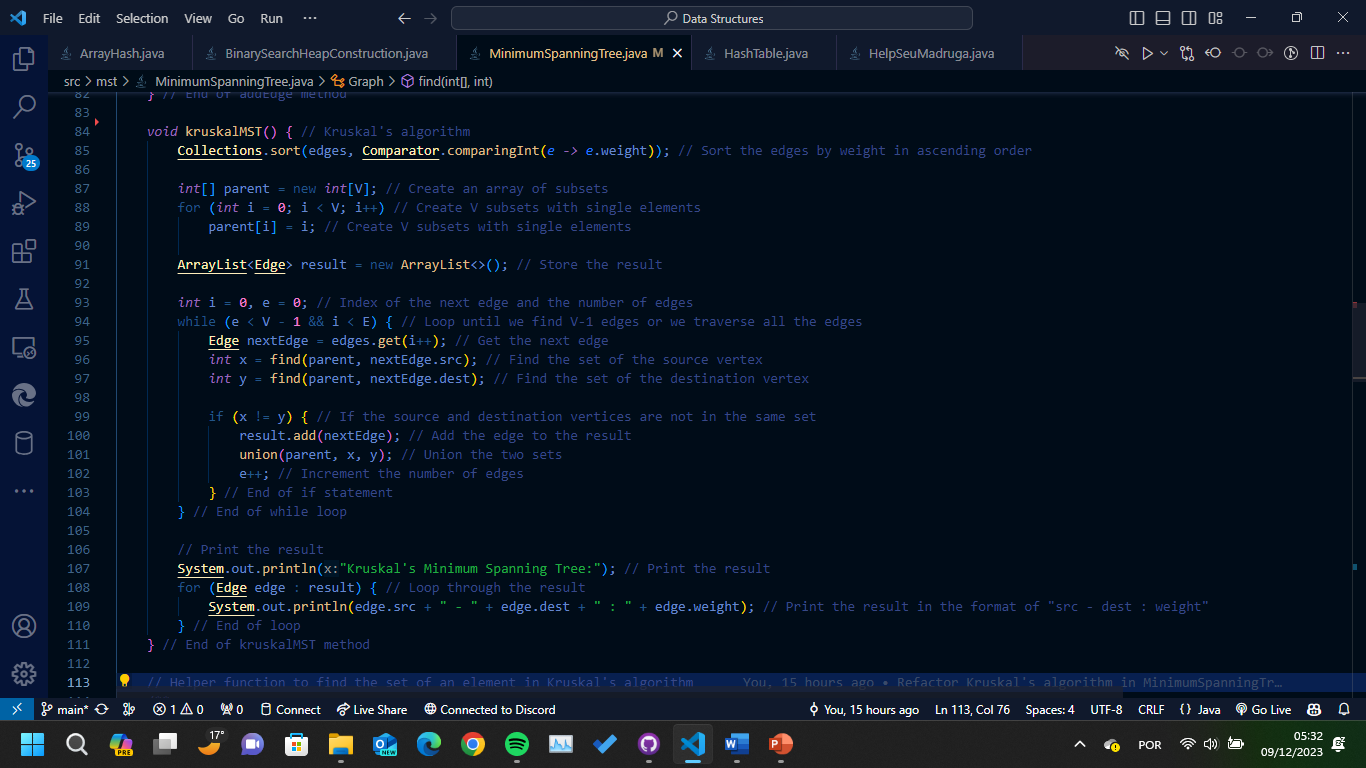 File Edit Selection View Go Run ··· Data Structures
ArrayHash.java BinarySearchHeapConstruction.java MinimumSpanningTree.java M HashTable.java HelpSeuMadruga.java
src > mst > MinimumSpanningTree.java > Graph > find(int[], int)
82 } // End of addEdge method
83
84 void kruskalMST() { // Kruskal's algorithm
85 Collections.sort(edges, Comparator.comparingInt(e -> e.weight)); // Sort the edges by weight in ascending order
86
87 int[] parent = new int[V]; // Create an array of subsets
88 for (int i = 0; i < V; i++) // Create V subsets with single elements
89 parent[i] = i; // Create V subsets with single elements
90
91 ArrayList<Edge> result = new ArrayList<>(); // Store the result
92
93 int i = 0, e = 0; // Index of the next edge and the number of edges
94 while (e < V - 1 && i < E) { // Loop until we find V-1 edges or we traverse all the edges
95 Edge nextEdge = edges.get(i++); // Get the next edge
96 int x = find(parent, nextEdge.src); // Find the set of the source vertex
97 int y = find(parent, nextEdge.dest); // Find the set of the destination vertex
98
99 if (x != y) { // If the source and destination vertices are not in the same set
100 result.add(nextEdge); // Add the edge to the result
101 union(parent, x, y); // Union the two sets
102 e++; // Increment the number of edges
103 } // End of if statement
104 } // End of while loop
105
106 // Print the result
107 System.out.println(x:"Kruskal's Minimum Spanning Tree:"); // Print the result
108 for (Edge edge : result) { // Loop through the result
109 System.out.println(edge.src + " - " + edge.dest + " : " + edge.weight); // Print the result in the format of "src - dest : weight"
110 } // End of loop
111 } // End of kruskalMST method
112
113 // Helper function to find the set of an element in Kruskal's algorithm You, 15 hours ago • Refactor Kruskal's algorithm in MinimumSpanningTr…
25
main* 1 0 0 Connect Live Share Connected to Discord You, 15 hours ago Ln 113, Col 76 Spaces: 4 UTF-8 CRLF {} Java Go Live
PRE 17° NEW POR 05:32
09/12/2023